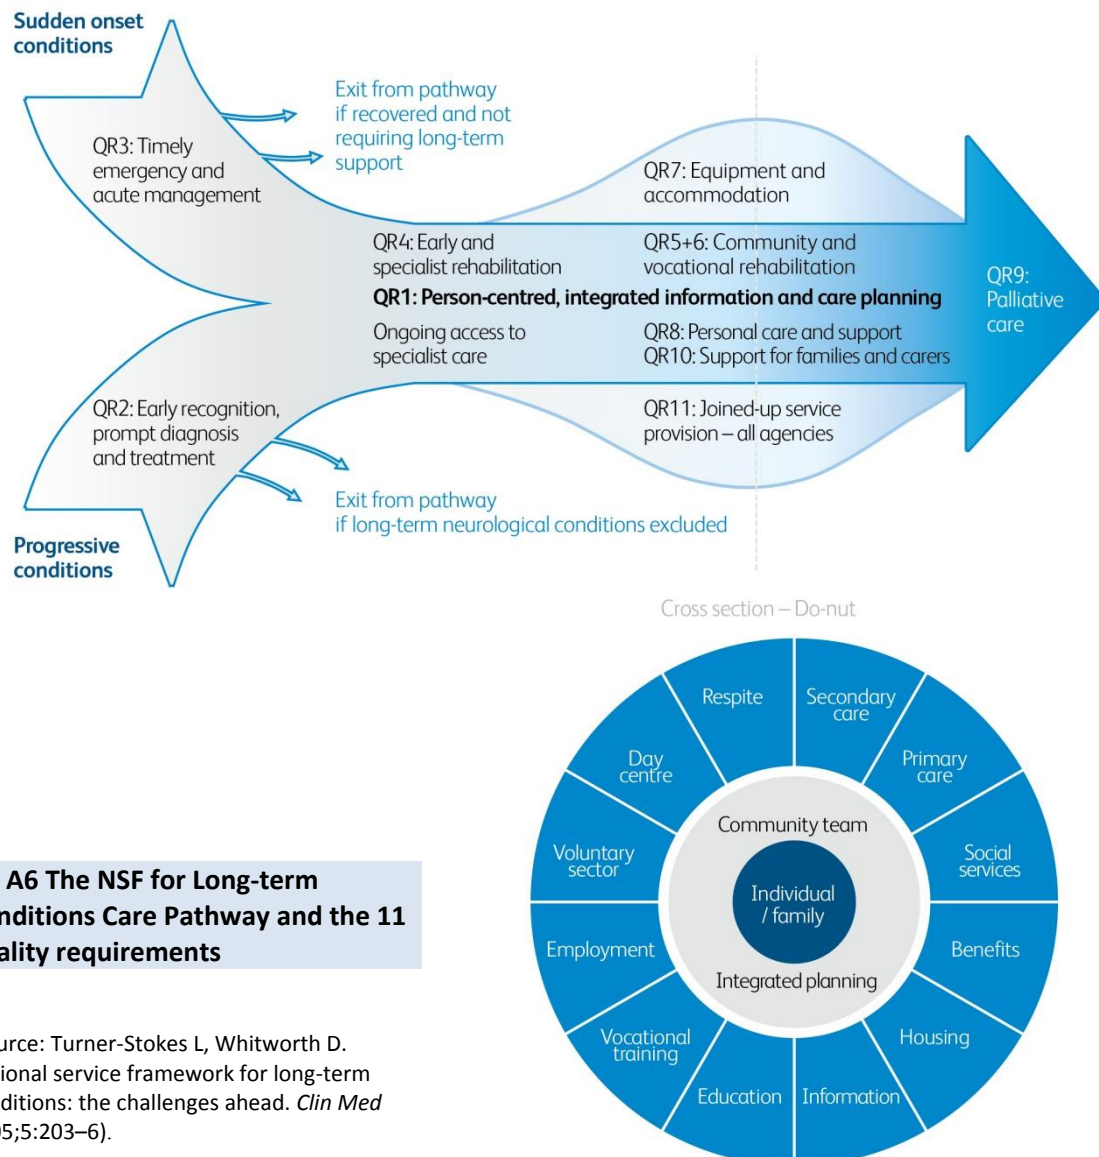 Sudden onset
conditions
Exit from pathway
if recovered and not
requiring long-term
support
QR3: Timely
emergency and
acute management
QR7: Equipment and
accommodation
QR4: Early and
specialist rehabilitation
QR5+6: Community and
vocational rehabilitation
QR1: Person-centred, integrated information and care planning
QR9:
Palliative
care
Ongoing access to
specialist care
QR8: Personal care and support
QR10: Support for families and carers
QR2: Early recognition,
prompt diagnosis
and treatment
QR11: Joined-up service
provision – all agencies
Exit from pathway
if long-term neurological conditions excluded
Progressive
conditions
Cross section – Do-nut
Respite
Secondary
care
Day
centre
Primary
care
Voluntary
sector
Community team
Social
services
Individual
/ family
Employment
Integrated planning
Benefits
Vocational
training
Housing
Education
Information
A6 The NSF for Long-term
nditions Care Pathway and the 11
ality requirements
urce: Turner-Stokes L, Whitworth D.
ional service framework for long-term
ditions: the challenges ahead. Clin Med
05;5:203–6).